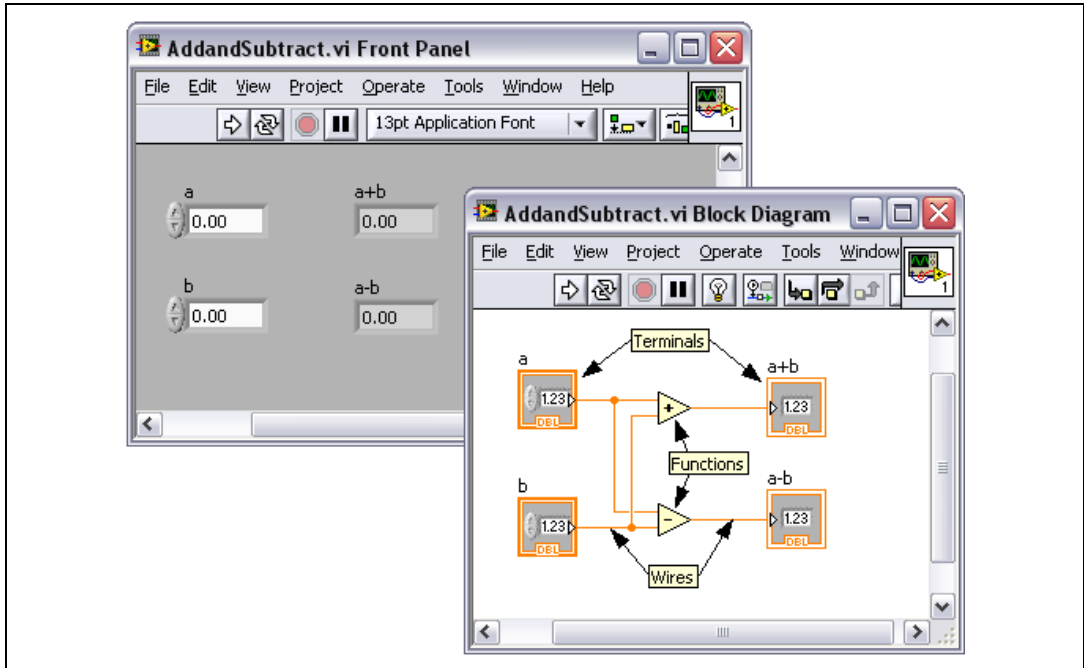 AddandSubtract.vi Front Panel
File Edit View Project Operate Tools Window Help
13pt Application Font
1
a
0.00
a+b
0.00
b
0.00
a-b
0.00
AddandSubtract.vi Block Diagram
File Edit View Project Operate Tools Window
1
Terminals
a
1.23
DBL
a+b
1.23
DBL
+
Functions
b
1.23
DBL
a-b
1.23
DBL
-
Wires